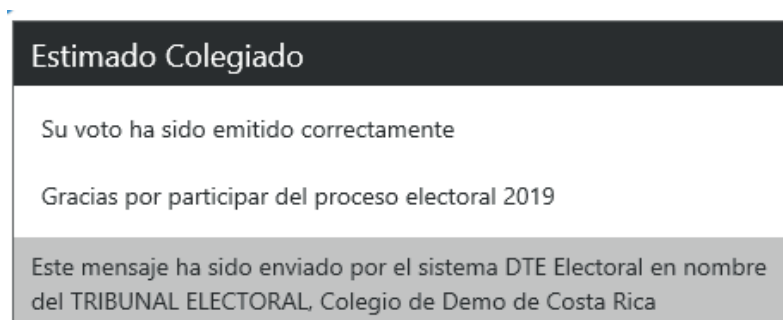 Estimado Colegiado
Su voto ha sido emitido correctamente
Gracias por participar del proceso electoral 2019
Este mensaje ha sido enviado por el sistema DTE Electoral en nombre
del TRIBUNAL ELECTORAL, Colegio de Demo de Costa Rica